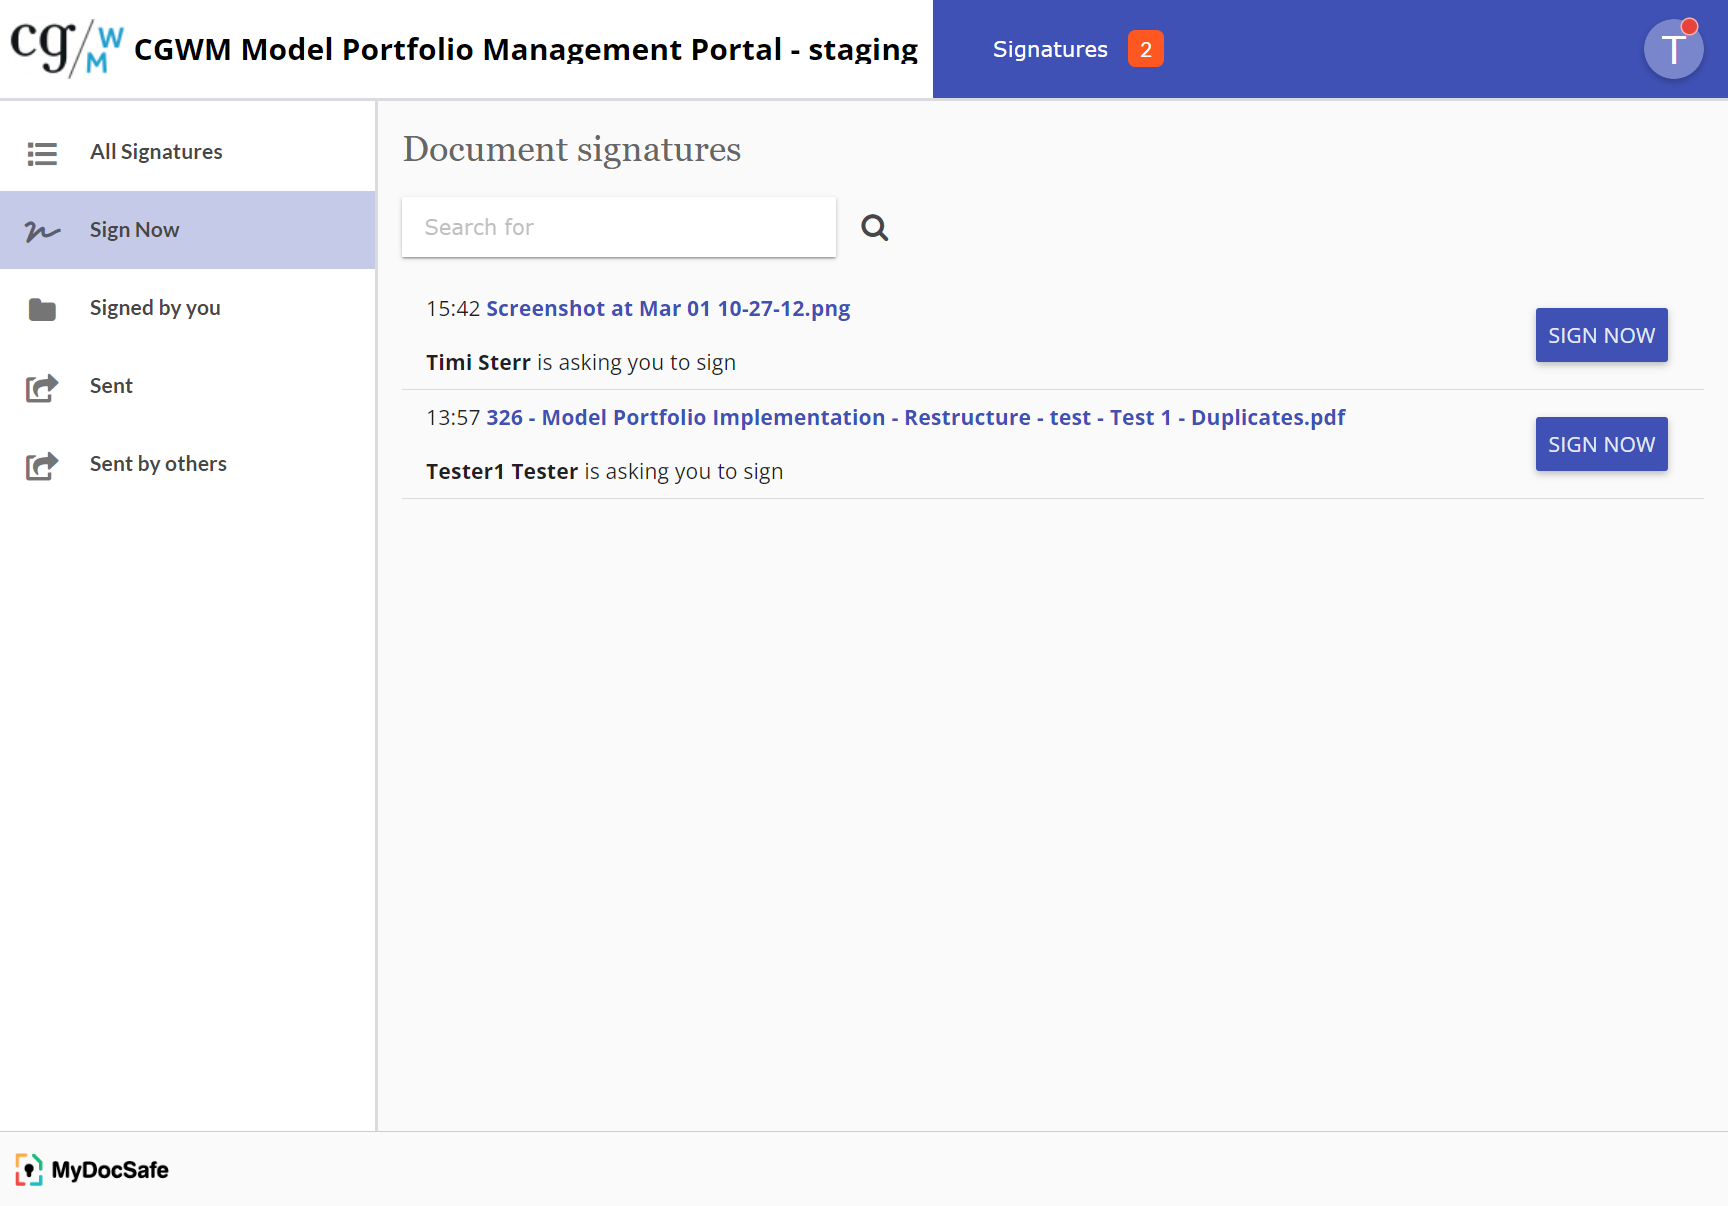 cg/WM CGWM Model Portfolio Management Portal - staging
Signatures 2
T
All Signatures
Sign Now
Signed by you
Sent
Sent by others
Document signatures
Search for
15:42 Screenshot at Mar 01 10-27-12.png
Timi Sterr is asking you to sign
SIGN NOW
13:57 326 - Model Portfolio Implementation - Restructure - test - Test 1 - Duplicates.pdf
Tester1 Tester is asking you to sign
SIGN NOW
MyDocSafe